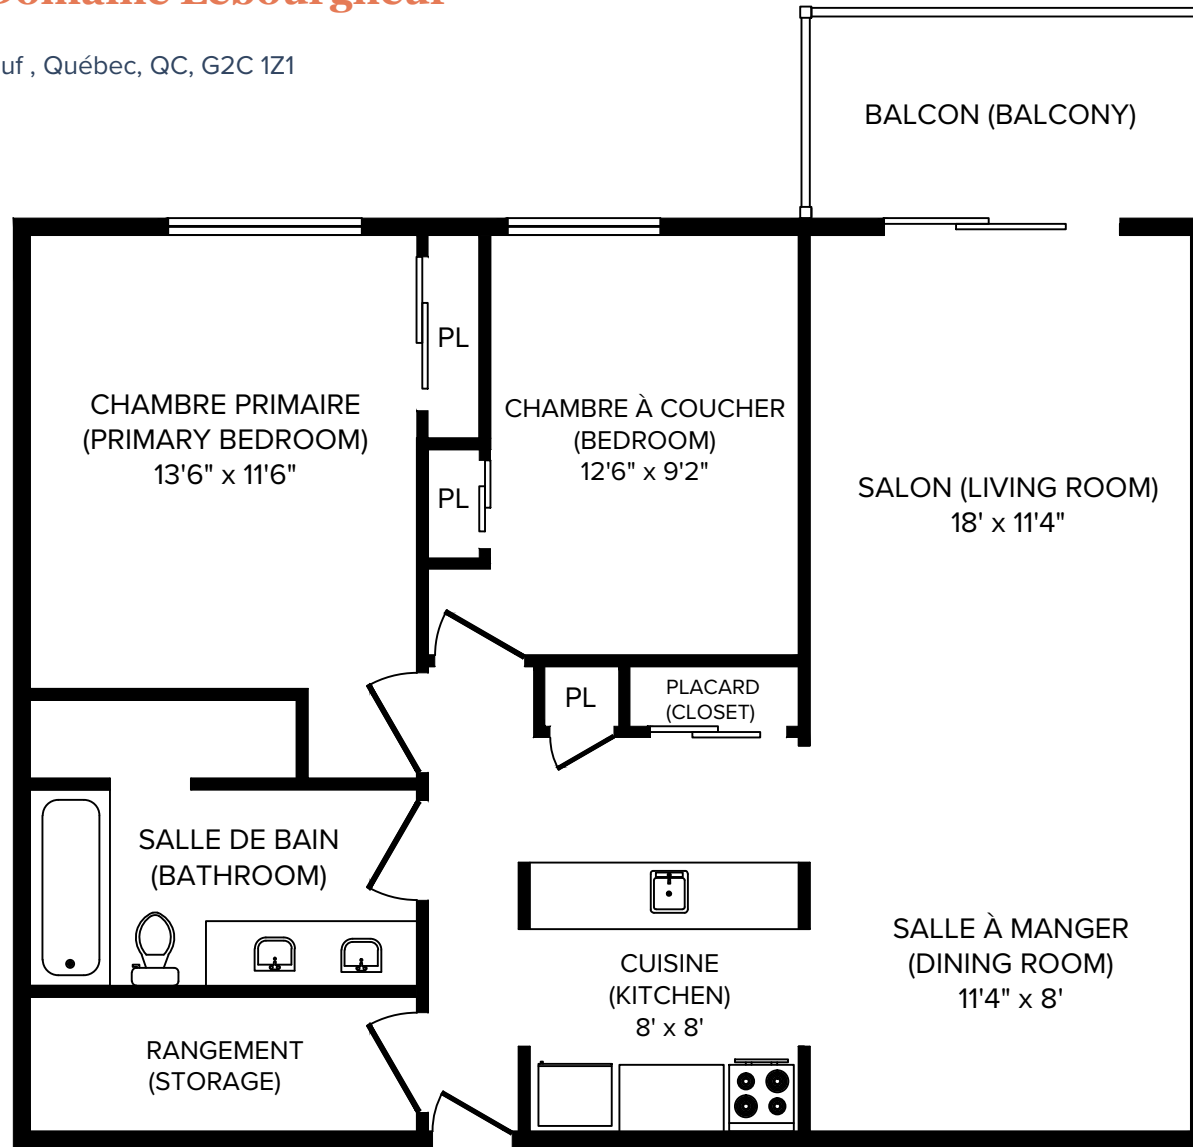 Domaine Lebourgneuf
uf , Québec, QC, G2C 1Z1
BALCON (BALCONY)
PL
CHAMBRE PRIMAIRE
(PRIMARY BEDROOM)
13'6" x 11'6"
CHAMBRE À COUCHER
(BEDROOM)
12'6" x 9'2"
PL
SALON (LIVING ROOM)
18' x 11'4"
PL
PLACARD
(CLOSET)
SALLE DE BAIN
(BATHROOM)
SALLE À MANGER
(DINING ROOM)
11'4" x 8'
CUISINE
(KITCHEN)
8' x 8'
RANGEMENT
(STORAGE)